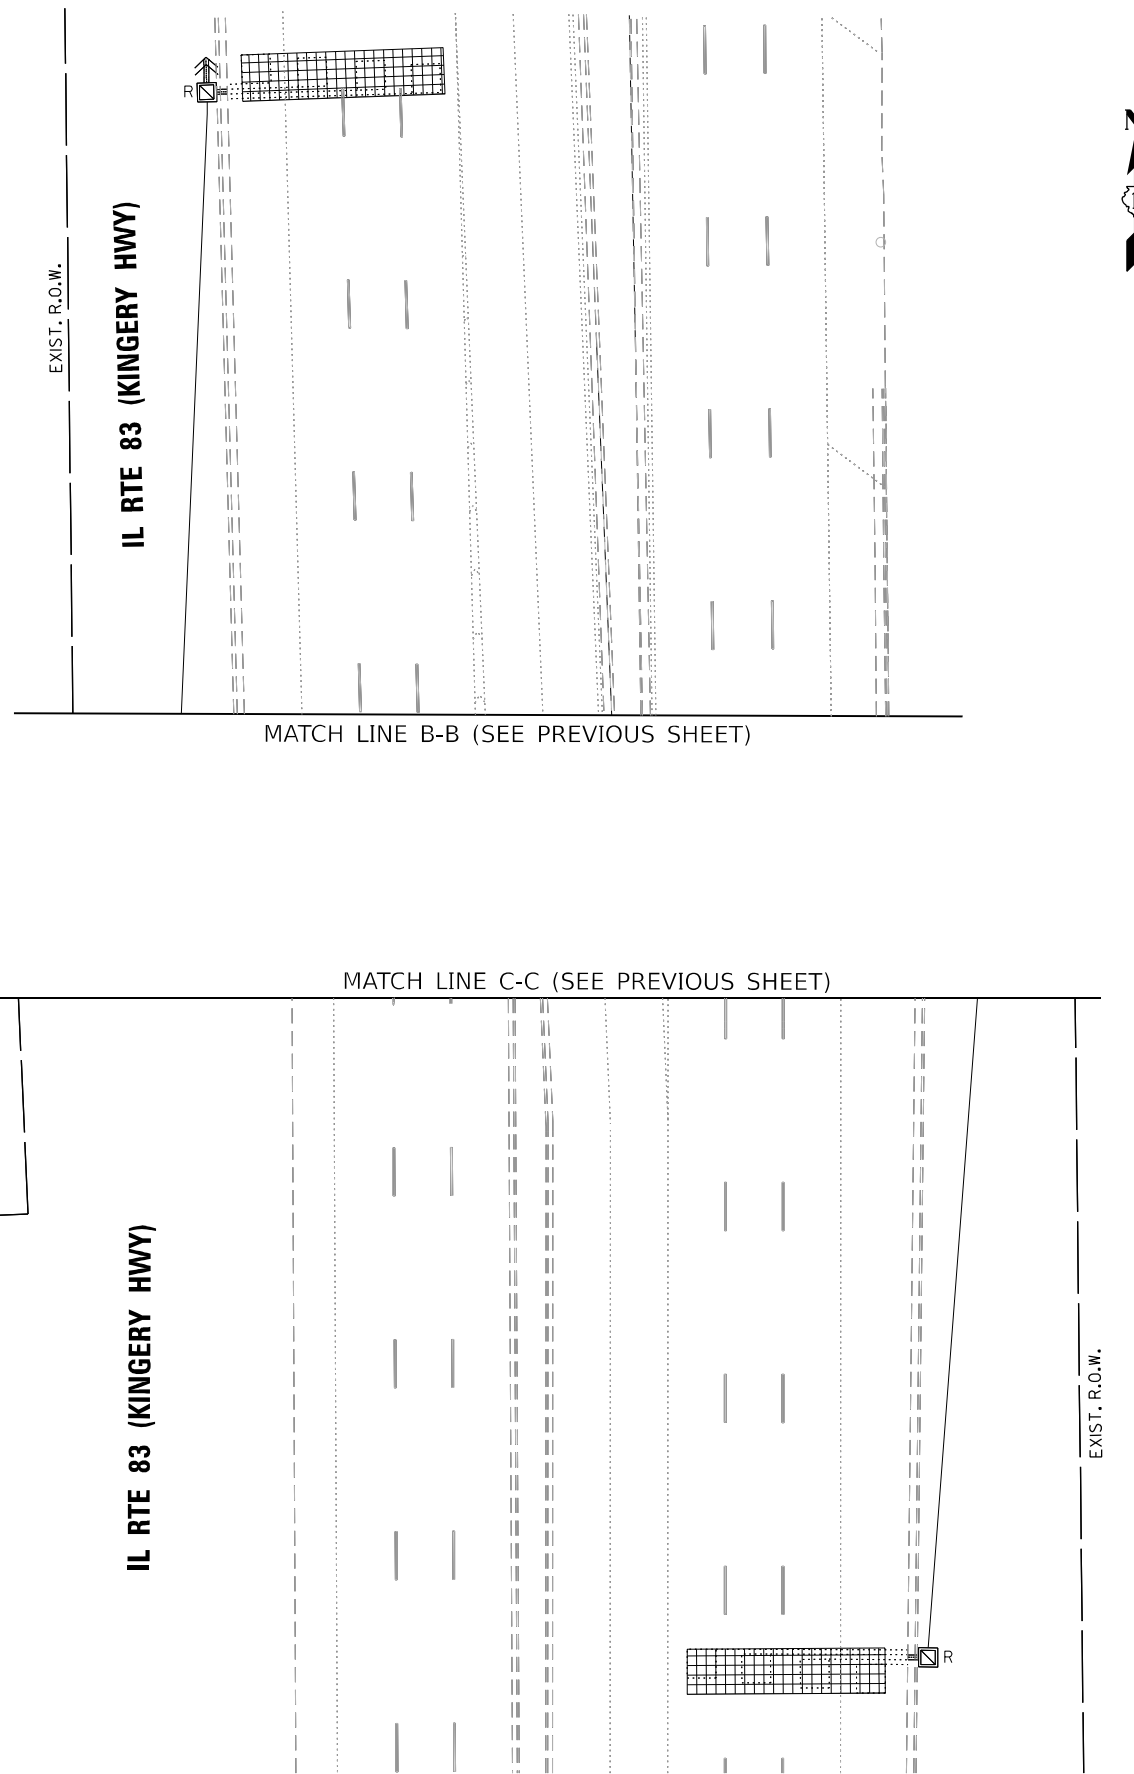 N
R
EXIST. R.O.W.
IL RTE 83 (KINGERY HWY)
MATCH LINE B-B (SEE PREVIOUS SHEET)
MATCH LINE C-C (SEE PREVIOUS SHEET)
IL RTE 83 (KINGERY HWY)
EXIST. R.O.W.
R